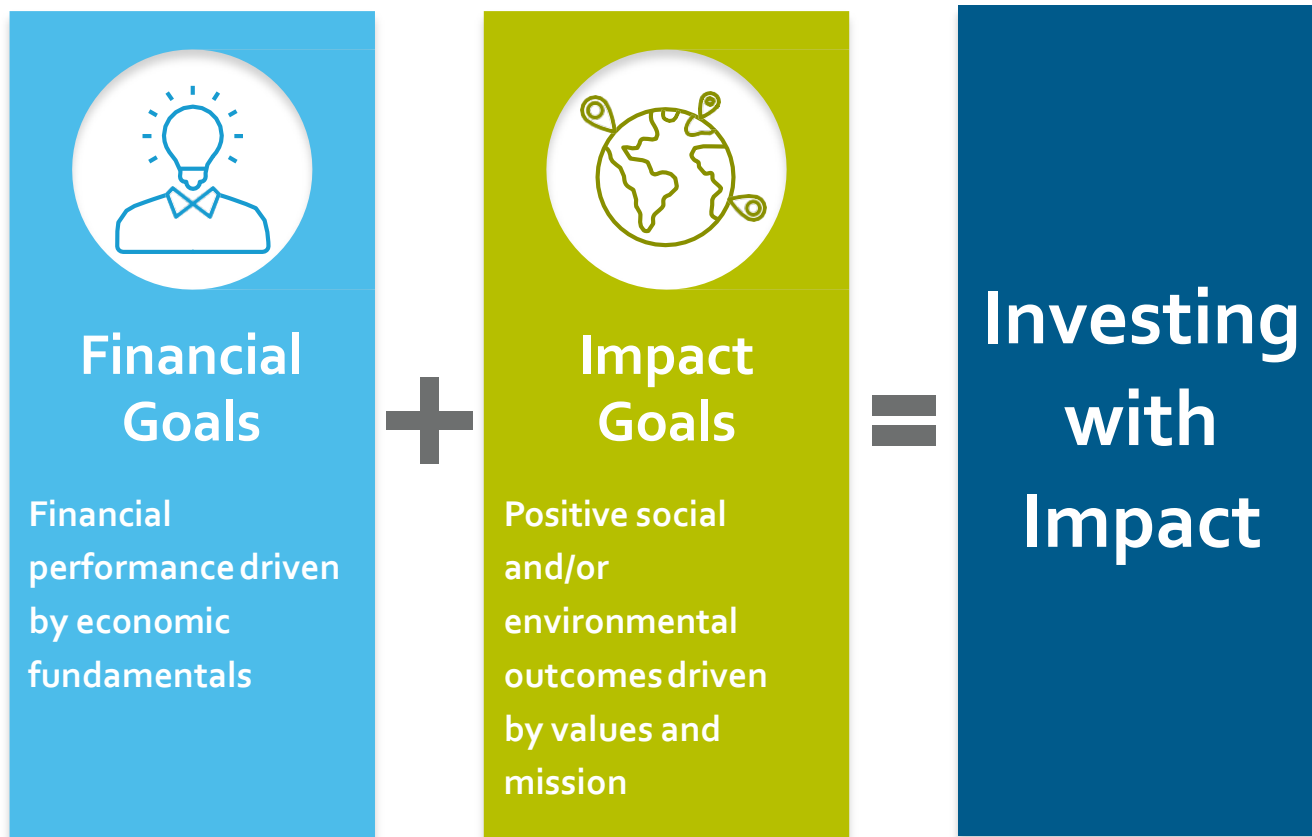 Financial
Goals
Financial
performance driven
by economic
fundamentals
+
Impact
Goals
Positive social
and/or
environmental
outcomes driven
by values and
mission
=
Investing
with
Impact